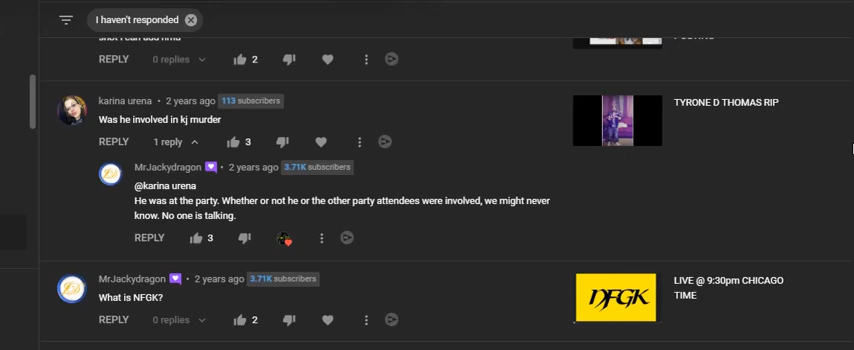 I haven't responded
REPLY 0 replies 2
karina urena • 2 years ago 113 subscribers
Was he involved in kj murder
REPLY 1 reply 3
TYRONE D THOMAS RIP
MrJackydragon • 2 years ago 3.71K subscribers
@karina urena
He was at the party. Whether or not he or the other party attendees were involved, we might never
know. No one is talking.
REPLY 3
MrJackydragon • 2 years ago 3.71K subscribers
What is NFGK?
REPLY 0 replies 2
DFGK
LIVE @ 9:30pm CHICAGO
TIME